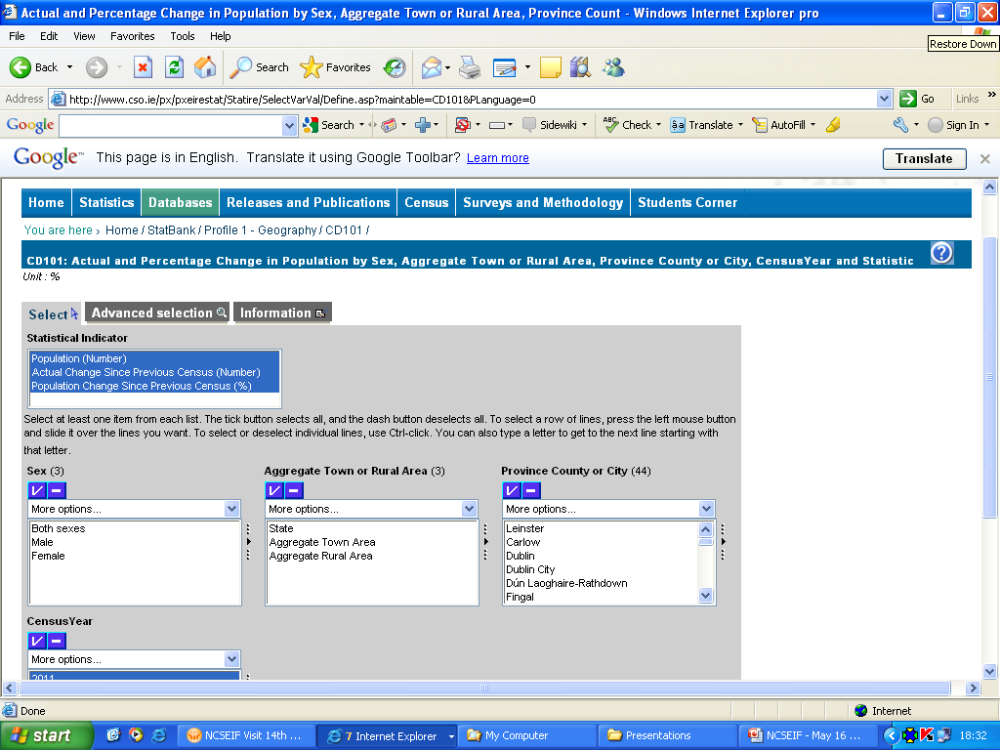 Actual and Percentage Change in Population by Sex, Aggregate Town or Rural Area, Province Count - Windows Internet Explorer pro
File Edit View Favorites Tools Help
Restore Down
Back Search Favorites
Address http://www.cso.ie/px/pxeirestat/Statire/SelectVarVal/Define.asp?maintable=CD101&PLanguage=0 Go Links »
Google Search Sidewiki Check Translate AutoFill Sign In
Google™ This page is in English. Translate it using Google Toolbar? Learn more Translate
Home Statistics Databases Releases and Publications Census Surveys and Methodology Students Corner
You are here › Home / StatBank / Profile 1 - Geography / CD101 /
CD101: Actual and Percentage Change in Population by Sex, Aggregate Town or Rural Area, Province County or City, CensusYear and Statistic
Unit : %
Select Advanced selection Information
Statistical Indicator
Population (Number)
Actual Change Since Previous Census (Number)
Population Change Since Previous Census (%)
Select at least one item from each list. The tick button selects all, and the dash button deselects all. To select a row of lines, press the left mouse button
and slide it over the lines you want. To select or deselect individual lines, use Ctrl-click. You can also type a letter to get to the next line starting with
that letter.
Sex (3) Aggregate Town or Rural Area (3) Province County or City (44)
More options... More options... More options...
Both sexes State Leinster
Male Aggregate Town Area Carlow
Female Aggregate Rural Area Dublin
Dublin City
Dún Laoghaire-Rathdown
Fingal
CensusYear
More options...
2011
Done Internet
start NCSEIF Visit 14th ... 7 Internet Explorer My Computer Presentations NCSEIF - May 16 ... 18:32